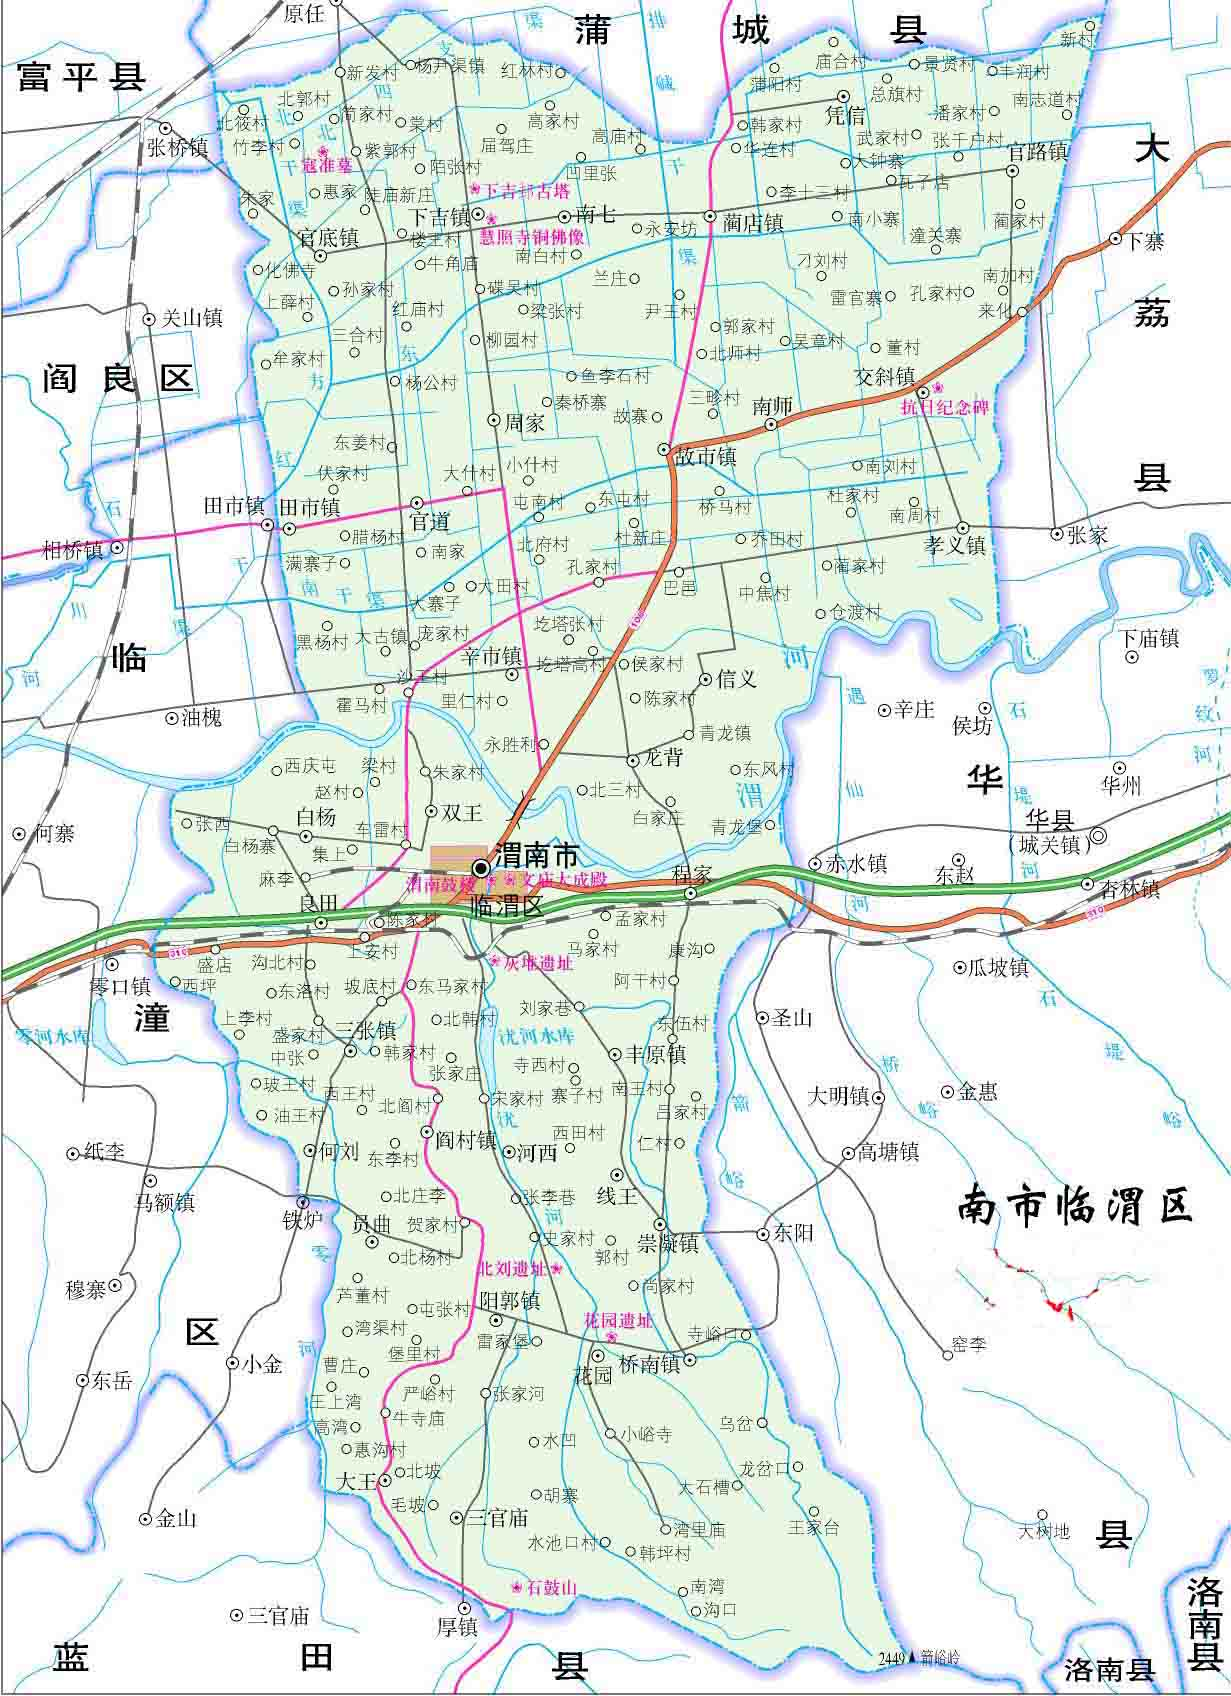 原任
蒲城县
富平县
新村
庙合村
景贤村
丰润村
新发村
杨尹渠镇
红林村
蒲阳村
总旗村
北郭村
凭信
潘家村
南志道村
北筱村
简家村
棠村
高家村
韩家村
武家村
张千户村
张桥镇
竹李村
紫郭村
届驾庄
高庙村
华连村
大钟寨
官路镇
大荔县
寇准墓
陌张村
凹里张
瓦子店
朱家
惠家
陡庙新庄
下吉镇
南七
李十三村
蔺店镇
南小寨
蔺家村
官底镇
楼王村
慧照寺铜佛像
永安坊
潼关寨
下寨
化佛寺
牛角庙
南白村
刁刘村
上薛村
孙家村
碟吴村
兰庄
雷官寨
孔家村
南加村
关山镇
红庙村
梁张村
尹王村
来化
三合村
柳园村
郭家村
吴章村
董村
牟家村
北师村
阎良区
杨公村
鱼李石村
交斜镇
秦桥寨
三畛村
抗日纪念碑
周家
故寨
南师
东姜村
故市镇
伏家村
大什村
小什村
南刘村
田市镇
田市镇
官道
屯南村
东屯村
桥马村
杜家村
南周村
相桥镇
腊杨村
杜新庄
乔田村
孝义镇
张家
满寨子
南家
北府村
孔家村
巴邑
蔺家村
大寨子
大田村
中焦村
仓渡村
黑杨村
大古镇
庞家村
圪塔张村
下庙镇
临潼区
沙王村
辛市镇
圪塔高村
侯家村
信义
霍马村
里仁村
陈家村
油槐
辛庄
侯坊
永胜利
青龙镇
西庆屯
梁村
朱家村
龙背
东风村
华县
华州
赵村
北三村
张西
白杨
双王
白家庄
青龙堡
何寨
白杨寨
车雷村
集上
渭南市
华县
(城关镇)
麻李
渭南鼓楼
文庙大成殿
程家
赤水镇
东赵
杏林镇
良田
陈家村
临渭区
孟家村
上安村
马家村
康沟
盛店
沟北村
灰堆遗址
瓜坡镇
零口镇
西坪
东洛村
坡底村
东马家村
阿干村
上李村
刘家巷
圣山
零河水库
盛家村
三张镇
北韩村
沋河水库
东伍村
中张
韩家村
张家庄
寺西村
丰原镇
玻王村
西王村
北阎村
宋家村
寨子村
南王村
大明镇
金惠
油王村
吕家村
纸李
何刘
东李村
阎村镇
河西
西田村
仁村
高塘镇
马额镇
北庄李
张李巷
线王
南市临渭区
铁炉
员曲
贺家村
史家村
崇凝镇
东阳
北杨村
郭村
穆寨
芦董村
北刘遗址
尚家村
屯张村
阳郭镇
花园遗址
湾渠村
雷家堡
寺峪口
小金
堡里村
花园
桥南镇
窑李
东岳
曹庄
严峪村
张家河
王上湾
牛寺庙
乌岔
高湾
小峪寺
惠沟村
水凹
大王
北坡
龙岔口
毛坡
胡寨
大石槽
金山
三官庙
王家台
大树地
水池口村
湾里庙
韩坪村
石鼓山
南湾
三官庙
厚镇
沟口
蓝田县
2449
箭峪岭
洛南县
洛南县